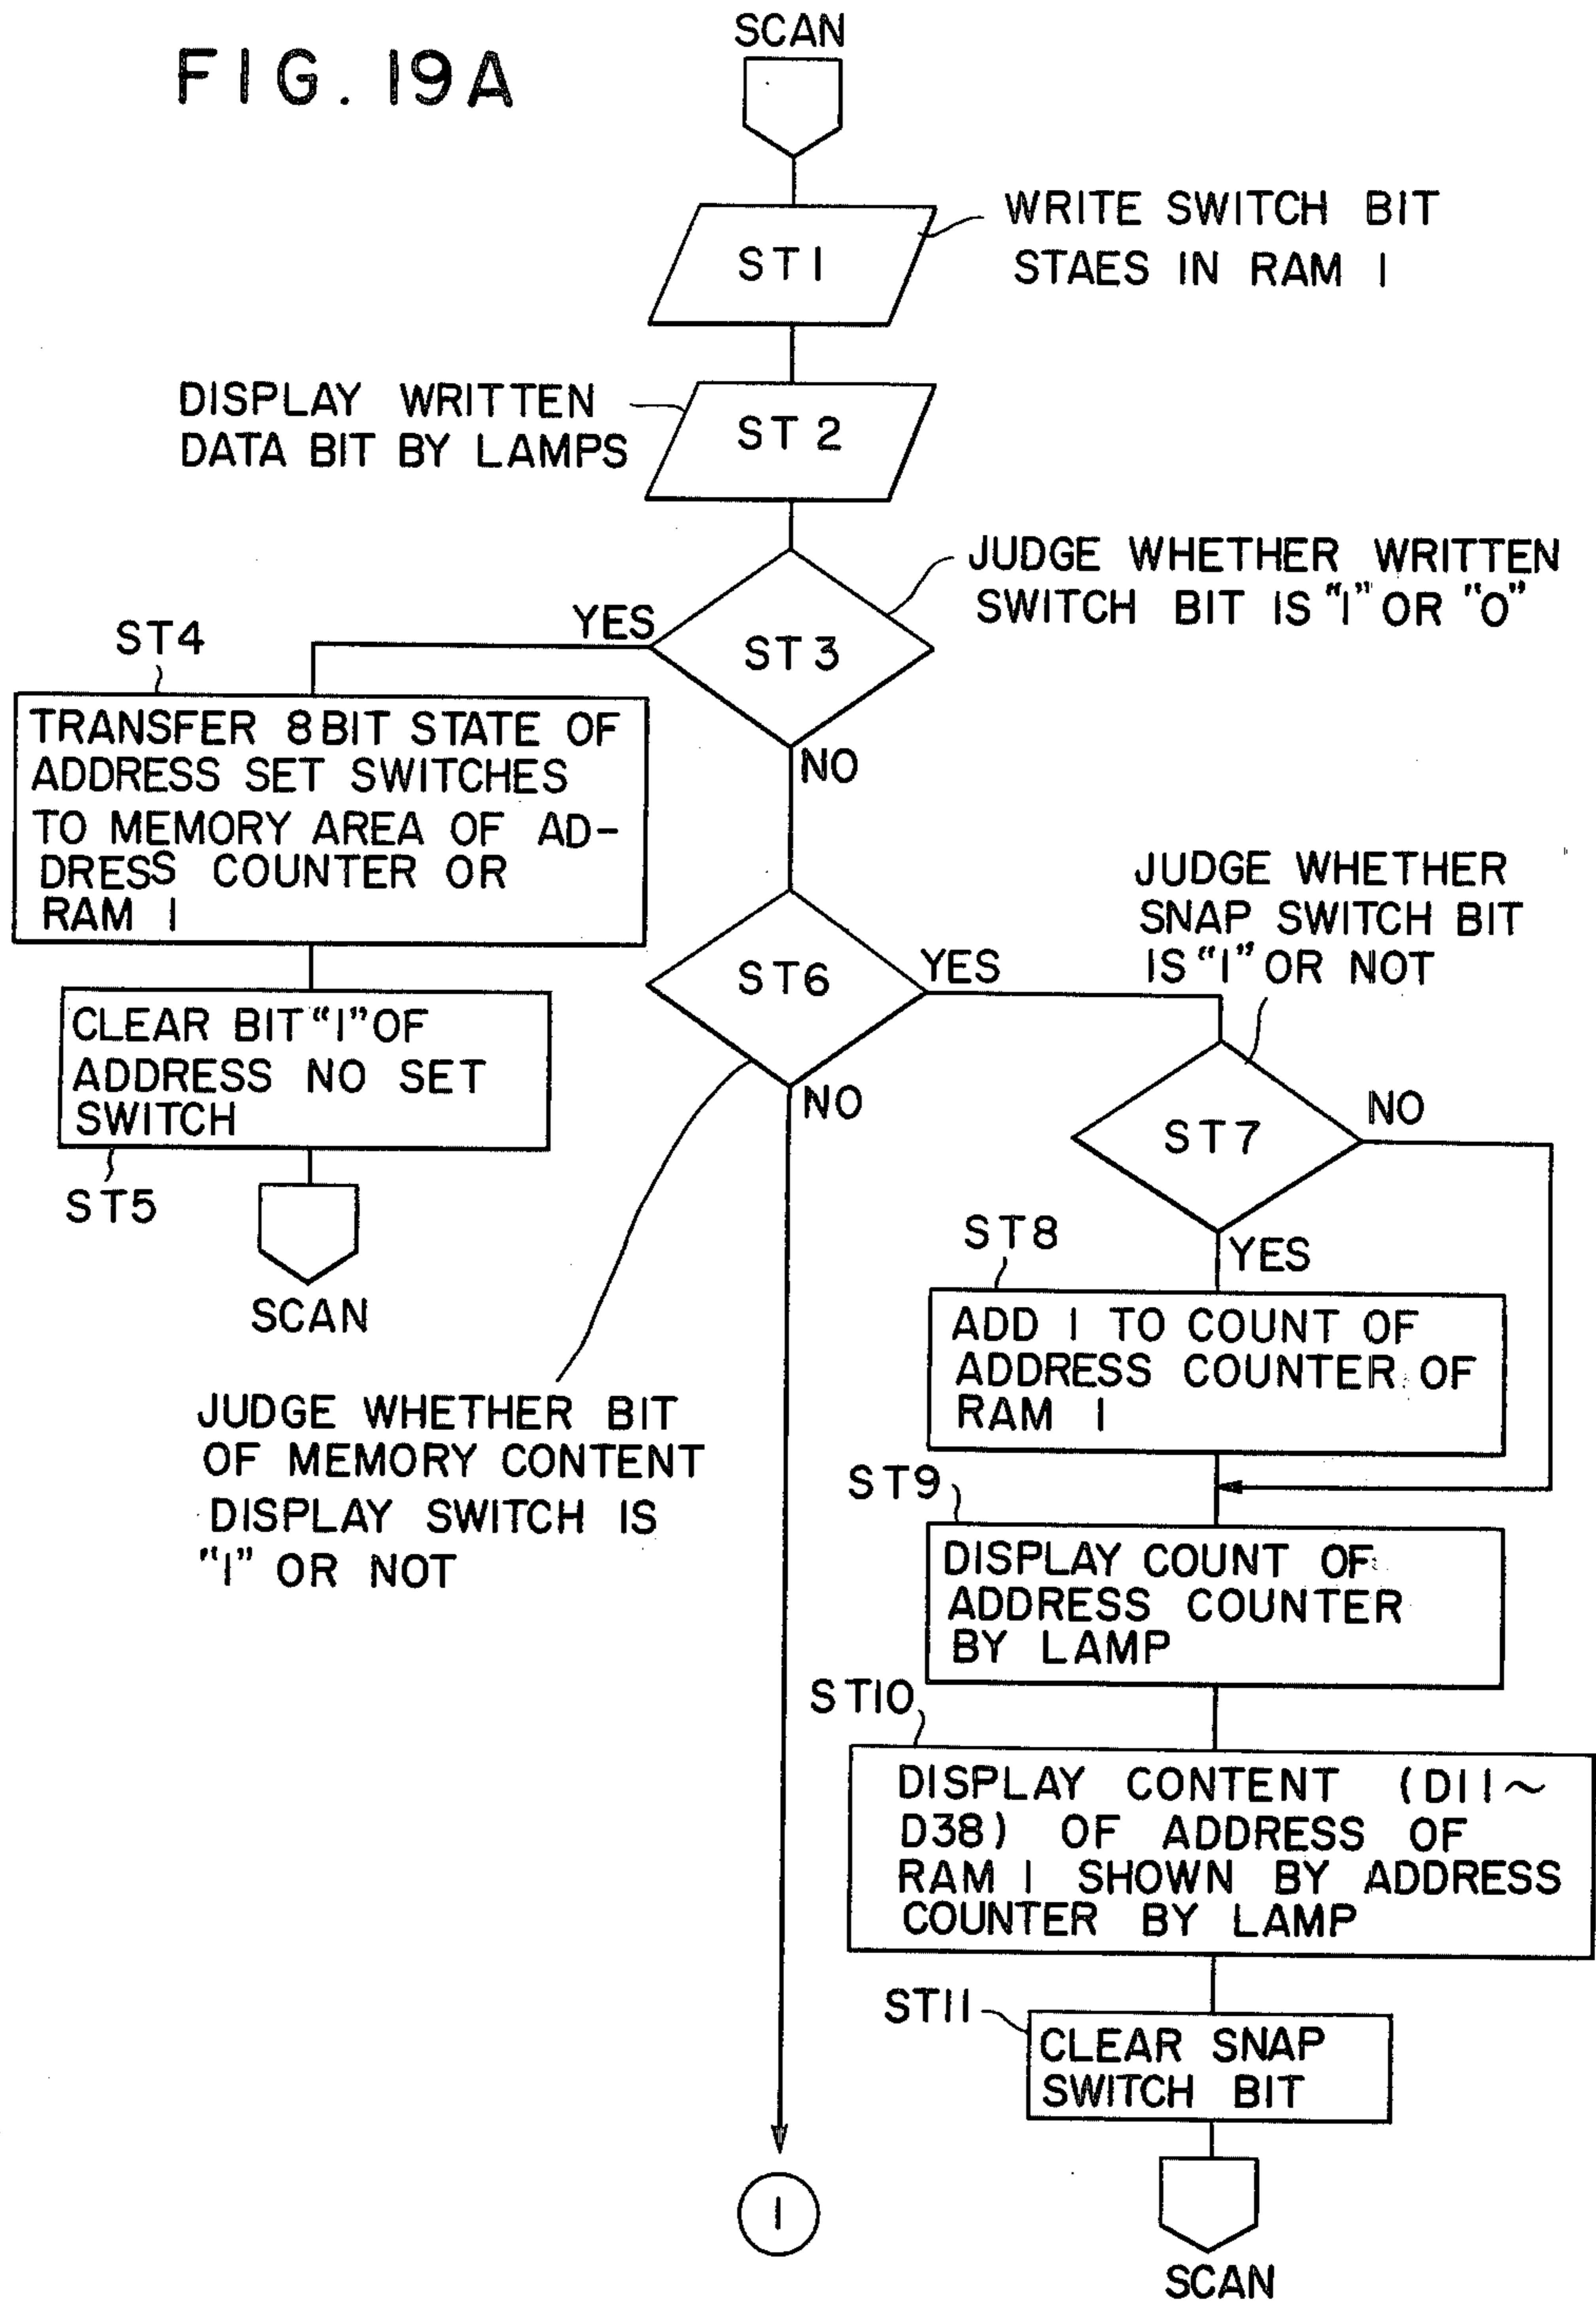 FIG. 19A
SCAN
ST1
WRITE SWITCH BIT
STAES IN RAM 1
DISPLAY WRITTEN
DATA BIT BY LAMPS
ST2
JUDGE WHETHER WRITTEN
SWITCH BIT IS "1" OR "0"
YES
ST3
NO
ST4
TRANSFER 8 BIT STATE OF
ADDRESS SET SWITCHES
TO MEMORY AREA OF AD-
DRESS COUNTER OR
RAM 1
CLEAR BIT "1" OF
ADDRESS NO SET
SWITCH
ST5
SCAN
ST6
YES
NO
JUDGE WHETHER BIT
OF MEMORY CONTENT
DISPLAY SWITCH IS
"1" OR NOT
JUDGE WHETHER
SNAP SWITCH BIT
IS "1" OR NOT
ST7
NO
YES
ST8
ADD 1 TO COUNT OF
ADDRESS COUNTER OF
RAM 1
ST9
DISPLAY COUNT OF
ADDRESS COUNTER
BY LAMP
ST10
DISPLAY CONTENT (D11~
D38) OF ADDRESS OF
RAM 1 SHOWN BY ADDRESS
COUNTER BY LAMP
ST11
CLEAR SNAP
SWITCH BIT
1
SCAN